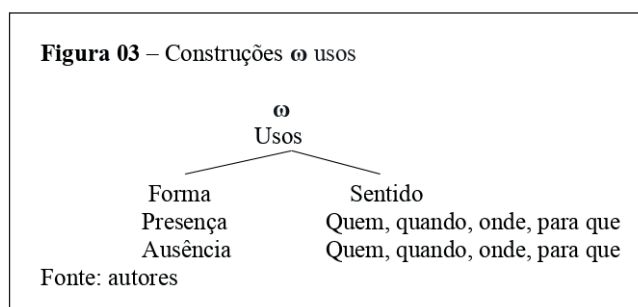 Figura 03 – Construções ω usos
ω
Usos
Forma Sentido
Presença Quem, quando, onde, para que
Ausência Quem, quando, onde, para que
Fonte: autores